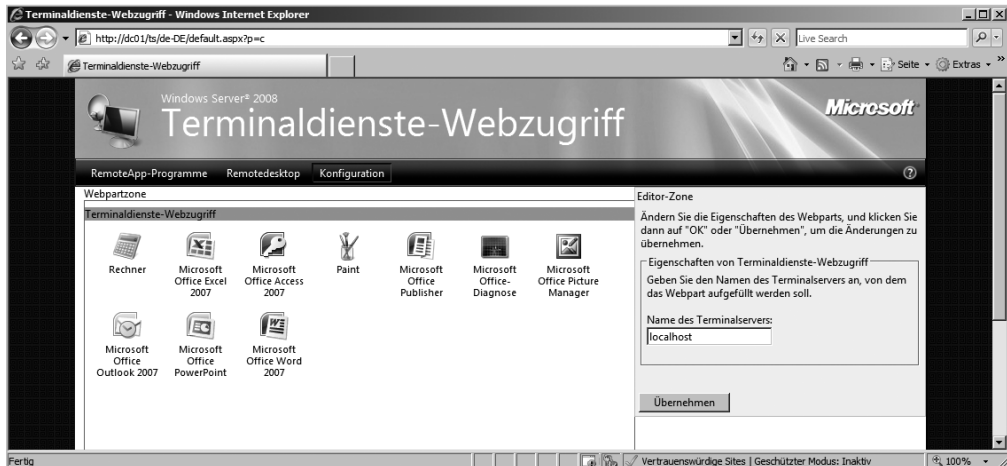 Terminaldienste-Webzugriff - Windows Internet Explorer
http://dc01/ts/de-DE/default.aspx?p=c
Live Search
Terminaldienste-Webzugriff
Seite
Extras
Windows Server® 2008
Terminaldienste-Webzugriff
Microsoft
RemoteApp-Programme Remotedesktop Konfiguration
Webpartzone
Terminaldienste-Webzugriff
Rechner
Microsoft
Office Excel
2007
Microsoft
Office Access
2007
Paint
Microsoft
Office
Publisher
Microsoft
Office-
Diagnose
Microsoft
Office Picture
Manager
Microsoft
Office
Outlook 2007
Microsoft
Office
PowerPoint
Microsoft
Office Word
2007
Editor-Zone
Ändern Sie die Eigenschaften des Webparts, und klicken Sie
dann auf "OK" oder "Übernehmen", um die Änderungen zu
übernehmen.
Eigenschaften von Terminaldienste-Webzugriff
Geben Sie den Namen des Terminalservers an, von dem
das Webpart aufgefüllt werden soll.
Name des Terminalservers:
localhost
Übernehmen
Fertig
Vertrauenswürdige Sites | Geschützter Modus: Inaktiv
100%